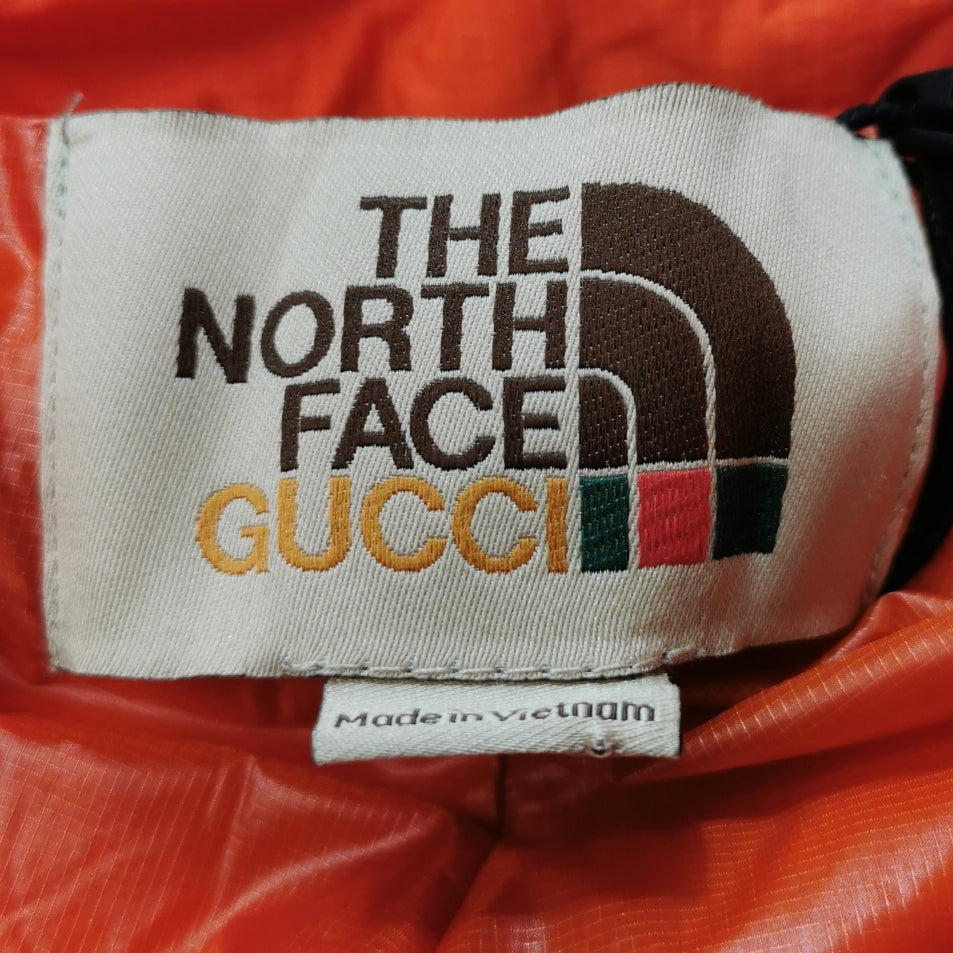 THE
NORTH
FACE
GUCCI
Made in Vietnam